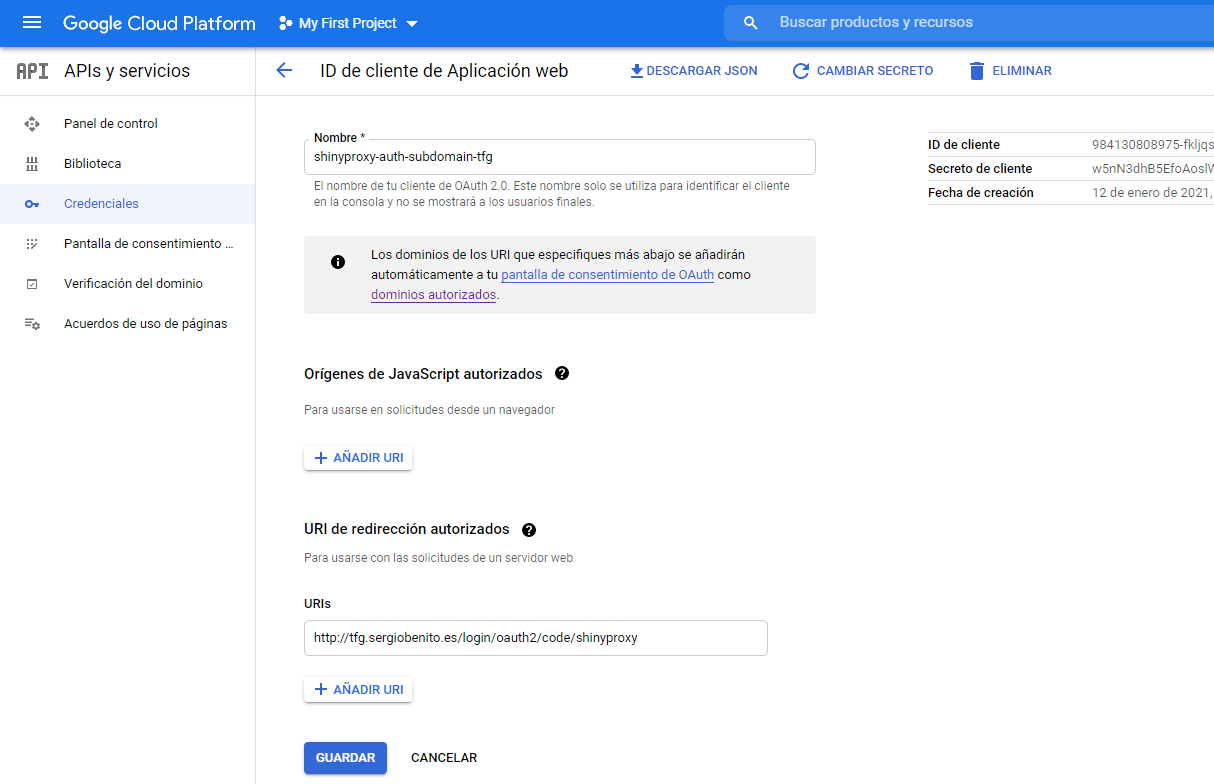 Google Cloud Platform
My First Project
Buscar productos y recursos
API
APIs y servicios
ID de cliente de Aplicación web
DESCARGAR JSON
CAMBIAR SECRETO
ELIMINAR
Panel de control
Biblioteca
Credenciales
Pantalla de consentimiento ...
Verificación del dominio
Acuerdos de uso de páginas
Nombre *
shinyproxy-auth-subdomain-tfg
El nombre de tu cliente de OAuth 2.0. Este nombre solo se utiliza para identificar el cliente
en la consola y no se mostrará a los usuarios finales.
ID de cliente 984130808975-fkljqs
Secreto de cliente w5nN3dhB5EfoAoslW
Fecha de creación 12 de enero de 2021,
Los dominios de los URI que especifiques más abajo se añadirán
automáticamente a tu pantalla de consentimiento de OAuth como
dominios autorizados.
Orígenes de JavaScript autorizados
Para usarse en solicitudes desde un navegador
AÑADIR URI
URI de redirección autorizados
Para usarse con las solicitudes de un servidor web
URIs
http://tfg.sergiobenito.es/login/oauth2/code/shinyproxy
AÑADIR URI
GUARDAR
CANCELAR